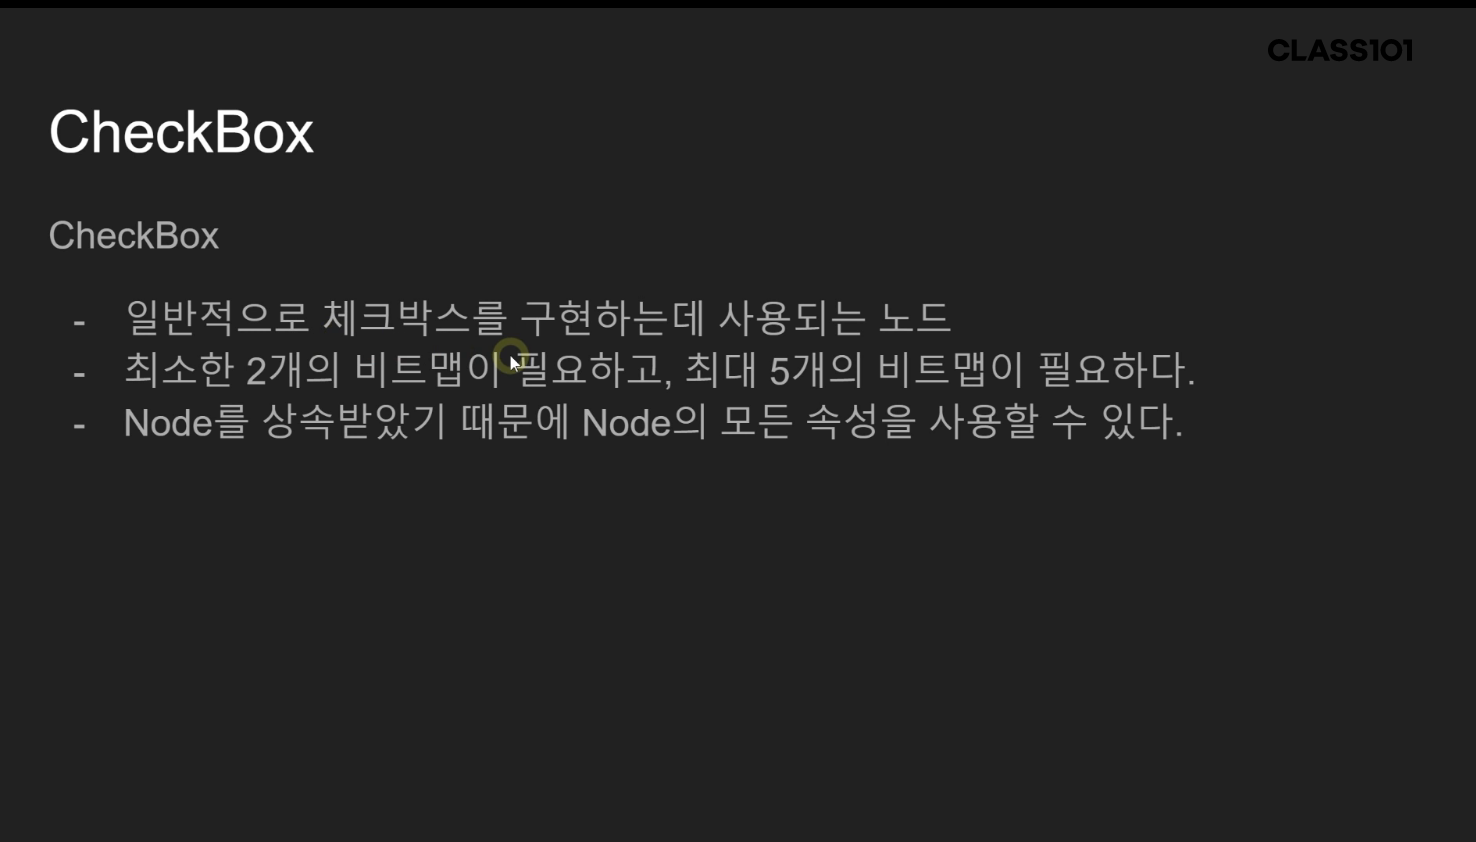 CLASS101
CheckBox
CheckBox
- 일반적으로 체크박스를 구현하는데 사용되는 노드
- 최소한 2개의 비트맵이 필요하고, 최대 5개의 비트맵이 필요하다.
- Node를 상속받았기 때문에 Node의 모든 속성을 사용할 수 있다.